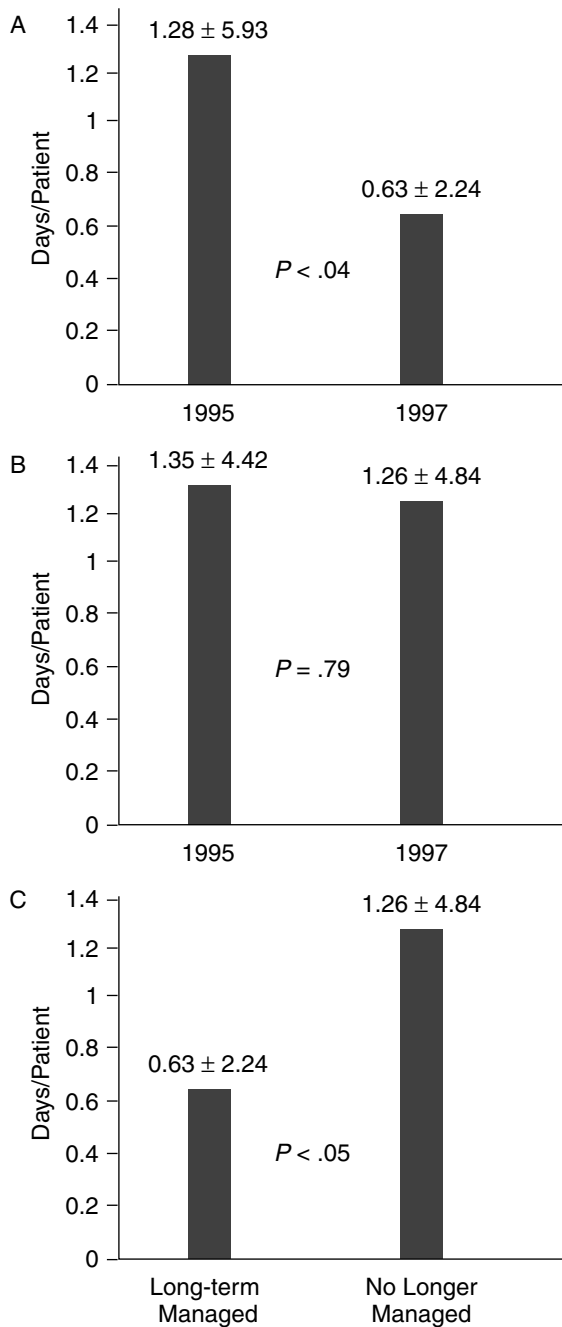 A
1.4
1.28 ± 5.93
1.2
1
0.8
0.63 ± 2.24
0.6
P < .04
0.4
0.2
0
Days/Patient
1995 1997
B
1.4
1.35 ± 4.42
1.26 ± 4.84
1.2
1
0.8
0.6
P = .79
0.4
0.2
0
Days/Patient
1995 1997
C
1.4
1.26 ± 4.84
1.2
1
0.8
0.63 ± 2.24
0.6
P < .05
0.4
0.2
0
Days/Patient
Long-term
Managed
No Longer
Managed